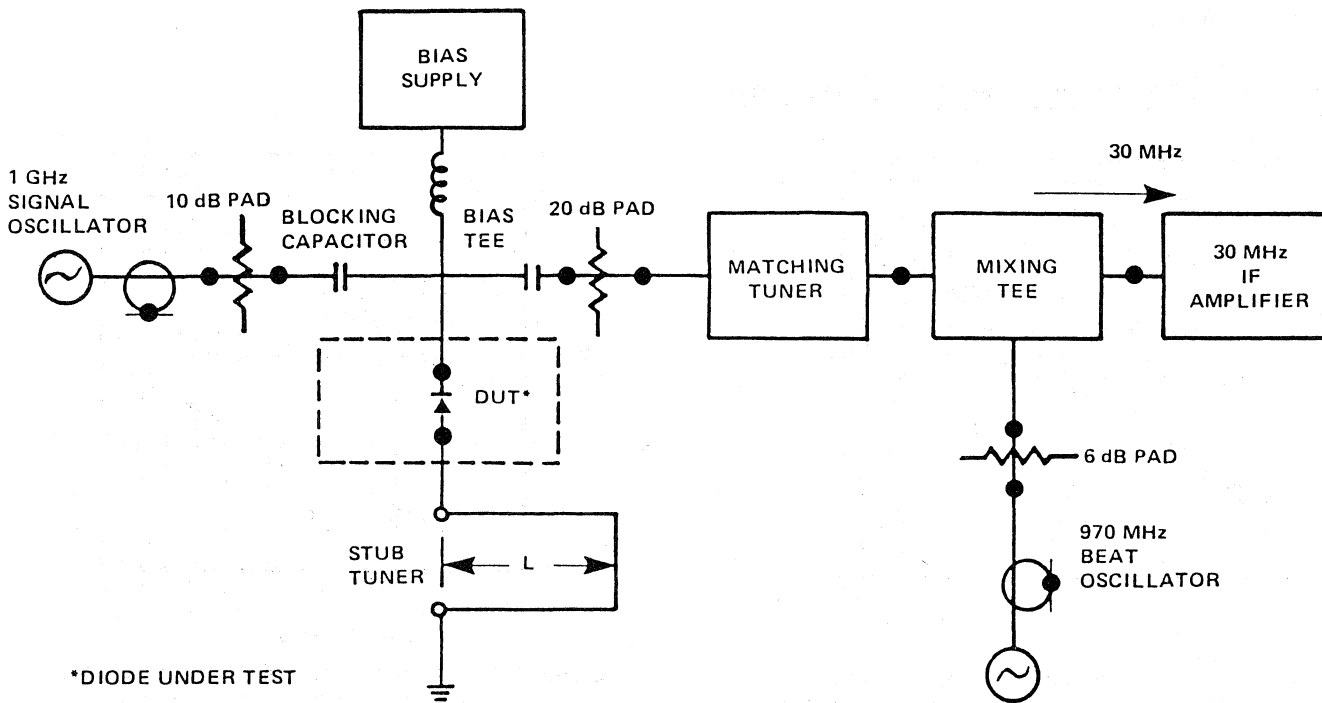 BIAS
SUPPLY
1 GHz
SIGNAL
OSCILLATOR
10 dB PAD
BLOCKING
CAPACITOR
BIAS
TEE
20 dB PAD
MATCHING
TUNER
MIXING
TEE
30 MHz
30 MHz
IF
AMPLIFIER
DUT*
6 dB PAD
STUB
TUNER
L
970 MHz
BEAT
OSCILLATOR
*DIODE UNDER TEST